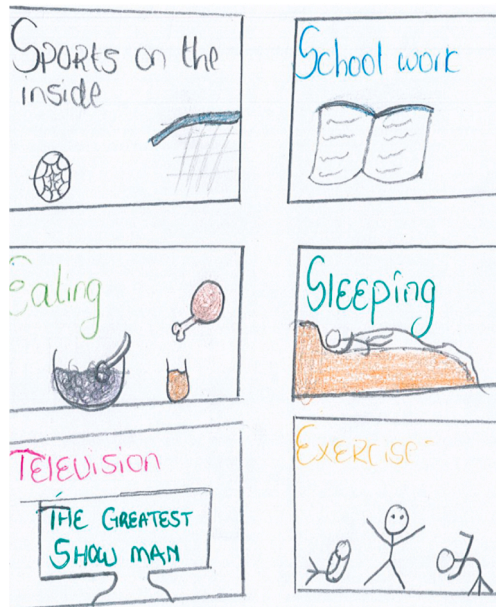 Sports on the
inside
School work
Eating
Sleeping
Television
THE GREATEST
SHOW MAN
EXERCISE